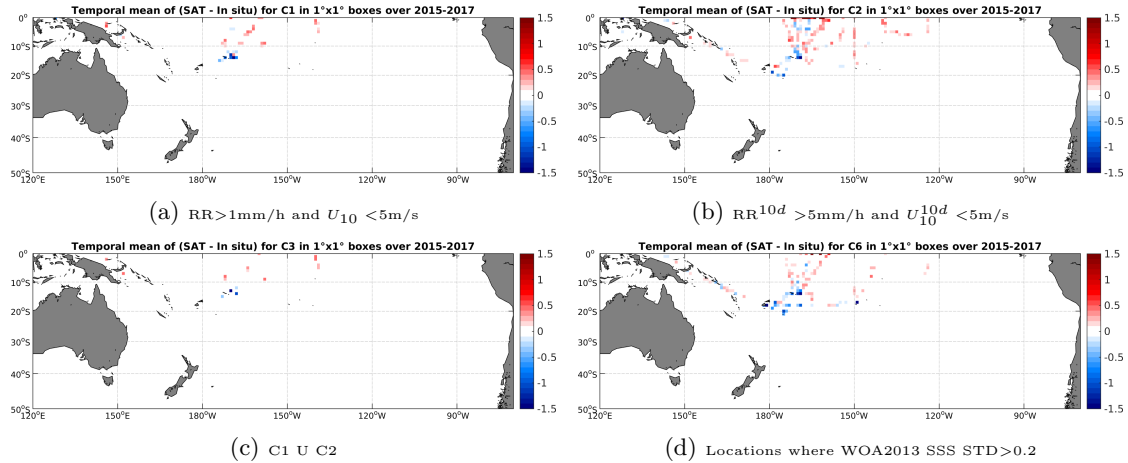 Temporal mean of (SAT - In situ) for C1 in 1°x1° boxes over 2015-2017
0°
10°S
20°S
30°S
40°S
50°S
120°E 150°E 180°W 150°W 120°W 90°W
1.5
1
0.5
0
-0.5
-1
-1.5
(a) RR>1mm/h and U10 <5m/s
Temporal mean of (SAT - In situ) for C2 in 1°x1° boxes over 2015-2017
0°
10°S
20°S
30°S
40°S
50°S
120°E 150°E 180°W 150°W 120°W 90°W
1.5
1
0.5
0
-0.5
-1
-1.5
(b) RR^10d >5mm/h and U10^10d <5m/s
Temporal mean of (SAT - In situ) for C3 in 1°x1° boxes over 2015-2017
0°
10°S
20°S
30°S
40°S
50°S
120°E 150°E 180°W 150°W 120°W 90°W
1.5
1
0.5
0
-0.5
-1
-1.5
(c) C1 U C2
Temporal mean of (SAT - In situ) for C6 in 1°x1° boxes over 2015-2017
0°
10°S
20°S
30°S
40°S
50°S
120°E 150°E 180°W 150°W 120°W 90°W
1.5
1
0.5
0
-0.5
-1
-1.5
(d) Locations where WOA2013 SSS STD>0.2